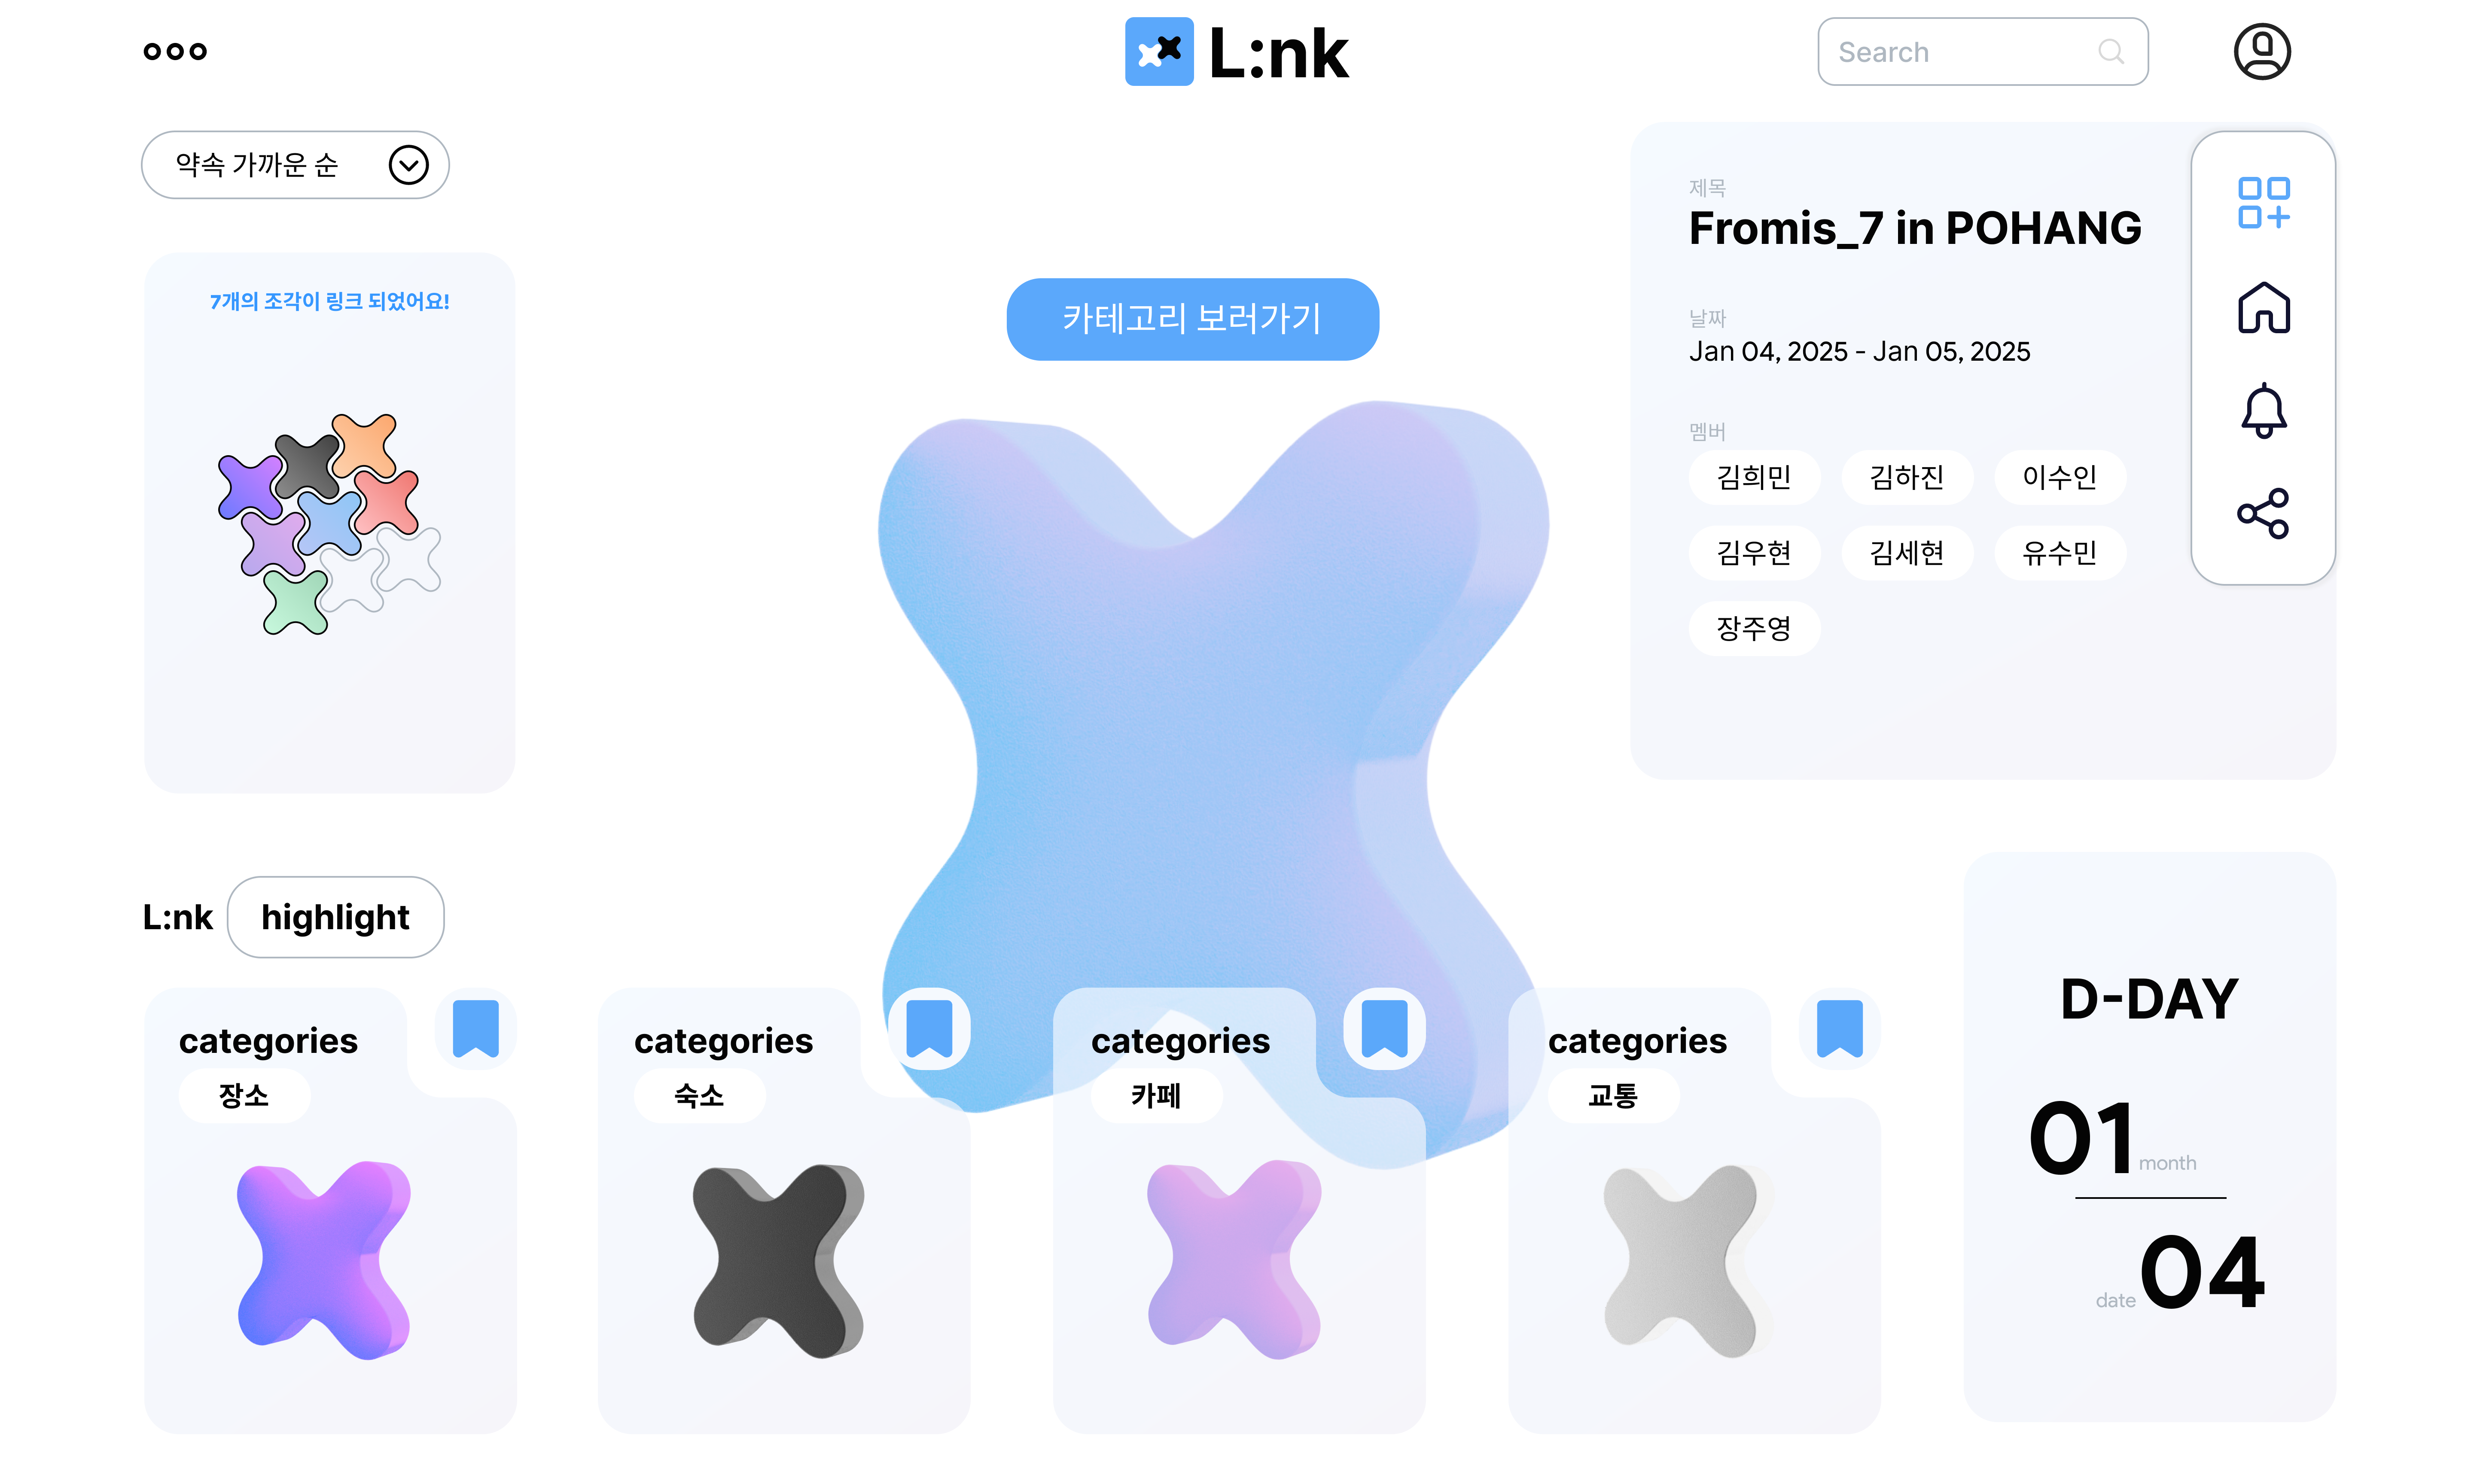 L:nk
Search
약속 가까운 순
7개의 조각이 링크 되었어요!
카테고리 보러가기
제목
Fromis_7 in POHANG
날짜
Jan 04, 2025 - Jan 05, 2025
멤버
김희민 김하진 이수인
김우현 김세현 유수민
장주영
L:nk highlight
categories
장소
categories
숙소
categories
카페
categories
교통
D-DAY
01 month
date 04